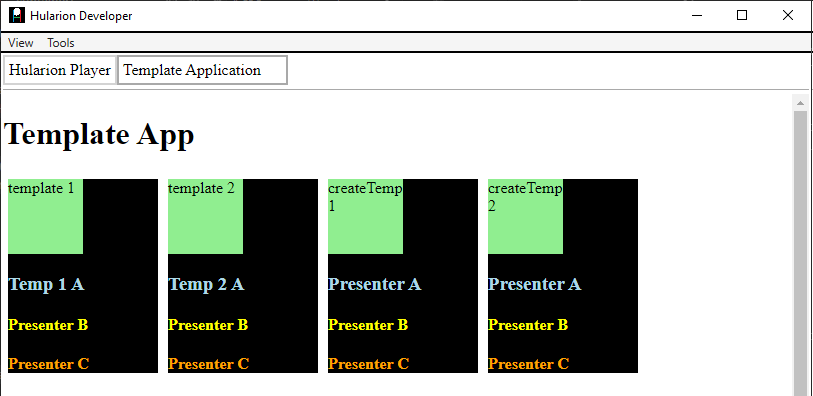 Hularion Developer
View Tools
Hularion Player Template Application
Template App
template 1
Temp 1 A
Presenter B
Presenter C
template 2
Temp 2 A
Presenter B
Presenter C
createTemp
1
Presenter A
Presenter B
Presenter C
createTemp
2
Presenter A
Presenter B
Presenter C